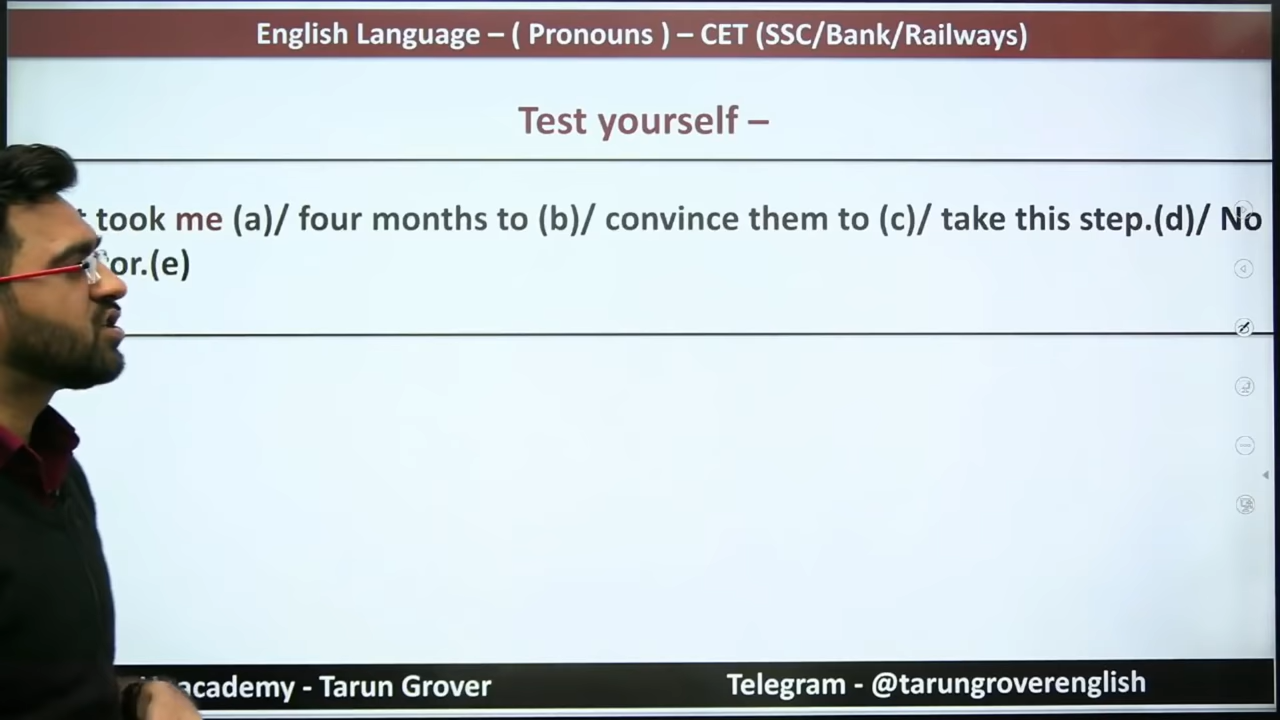 English Language – ( Pronouns ) – CET (SSC/Bank/Railways)
Test yourself –
took me (a)/ four months to (b)/ convince them to (c)/ take this step.(d)/ No
(e)
academy - Tarun Grover
Telegram - @tarungroverenglish